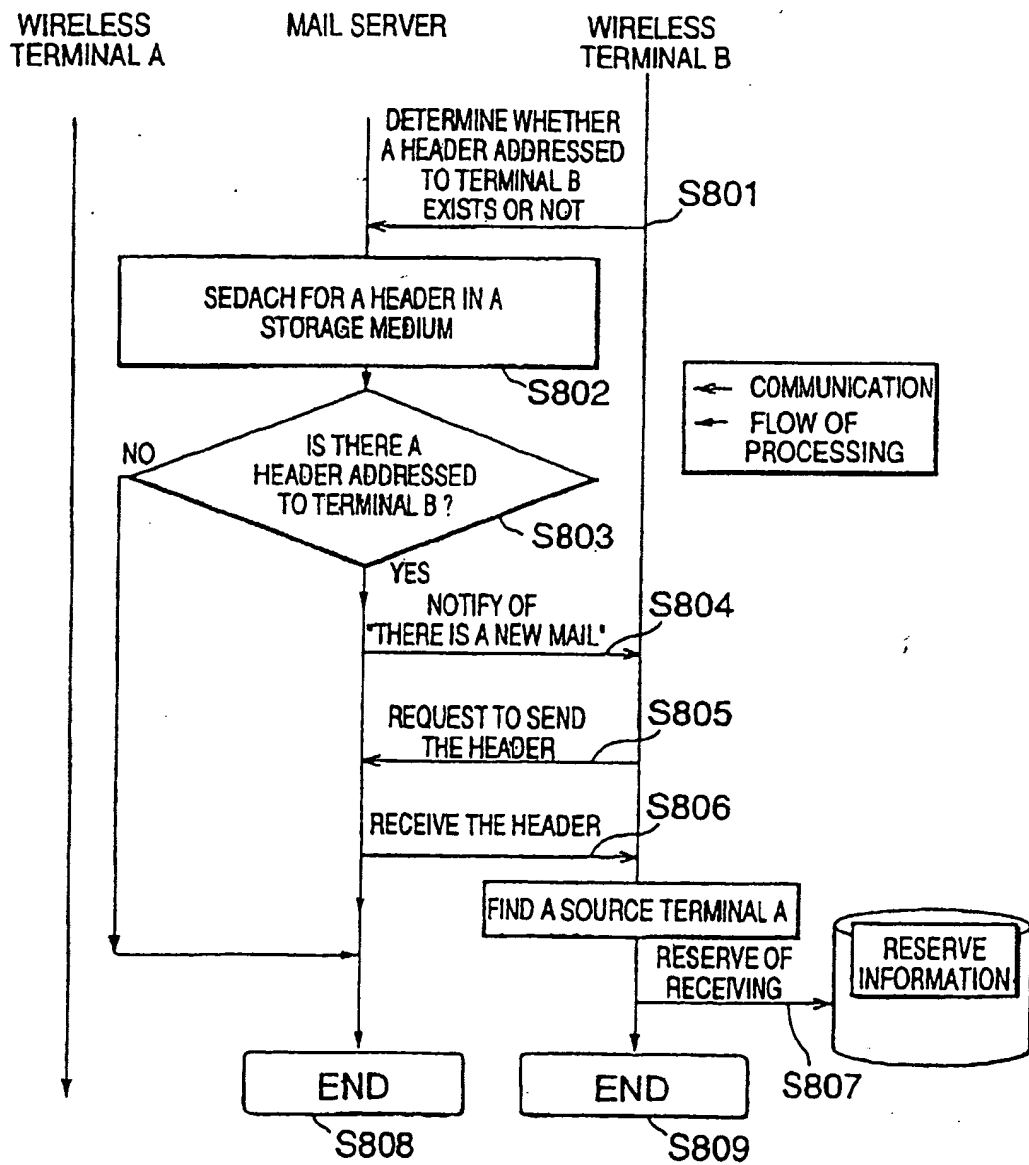 WIRELESS
TERMINAL A
MAIL SERVER
WIRELESS
TERMINAL B
DETERMINE WHETHER
A HEADER ADDRESSED
TO TERMINAL B
EXISTS OR NOT
S801
SEDACH FOR A HEADER IN A
STORAGE MEDIUM
S802
COMMUNICATION
FLOW OF
PROCESSING
NO
IS THERE A
HEADER ADDRESSED
TO TERMINAL B ?
S803
YES
NOTIFY OF
"THERE IS A NEW MAIL"
S804
REQUEST TO SEND
THE HEADER
S805
RECEIVE THE HEADER
S806
FIND A SOURCE TERMINAL A
RESERVE OF
RECEIVING
RESERVE
INFORMATION
S807
END
S808
END
S809